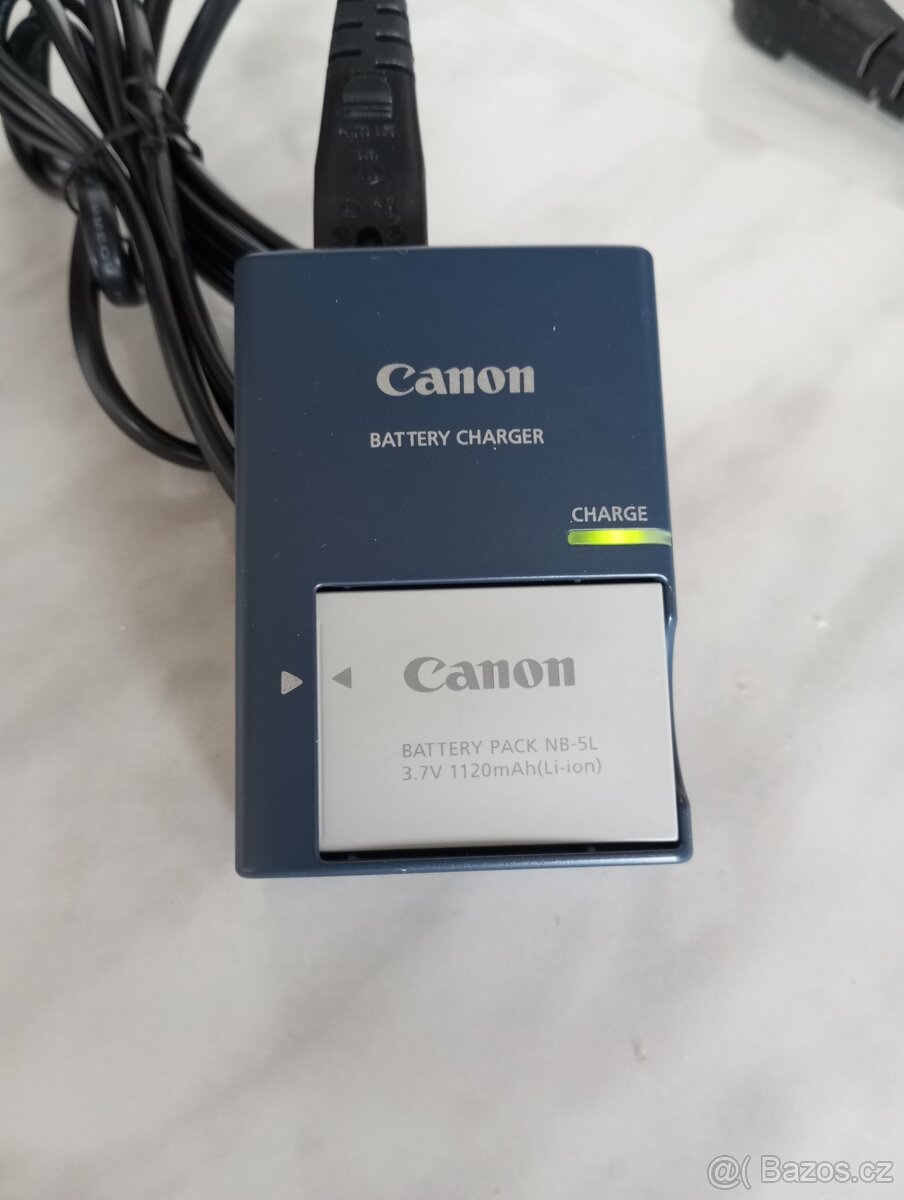 Canon
BATTERY CHARGER
CHARGE
Canon
BATTERY PACK NB-5L
3.7V 1120mAh(Li-ion)
@( Bazos.cz